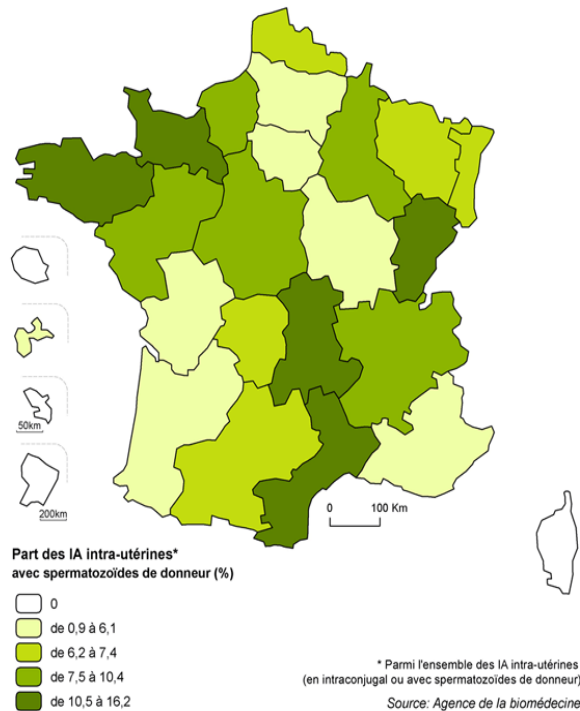 50km
200km
0 100 Km
Part des IA intra-utérines*
avec spermatozoïdes de donneur (%)
0
de 0,9 à 6,1
de 6,2 à 7,4
de 7,5 à 10,4
de 10,5 à 16,2
* Parmi l'ensemble des IA intra-utérines
(en intraconjugal ou avec spermatozoïdes de donneur)
Source: Agence de la biomédecine